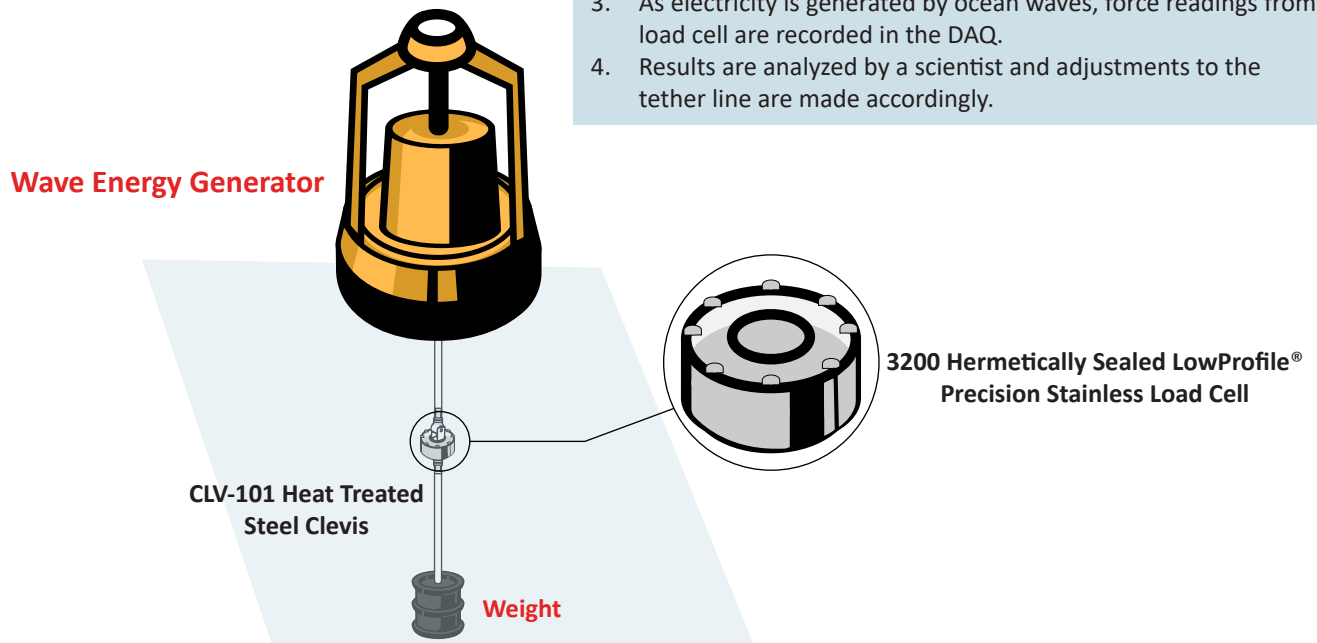 3. As electricity is generated by ocean waves, force readings from
load cell are recorded in the DAQ.
4. Results are analyzed by a scientist and adjustments to the
tether line are made accordingly.
Wave Energy Generator
3200 Hermetically Sealed LowProfile®
Precision Stainless Load Cell
CLV-101 Heat Treated
Steel Clevis
Weight